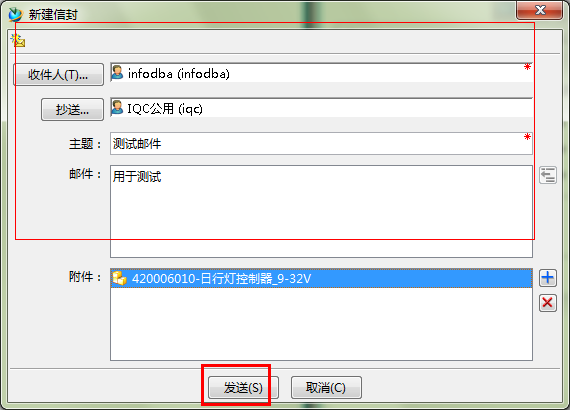 新建信封
收件人(T)...
infodba (infodba)
*
抄送...
IQC公用 (iqc)
主题：
测试邮件
*
邮件：
用于测试
附件：
420006010-日行灯控制器_9-32V
发送(S)
取消(C)